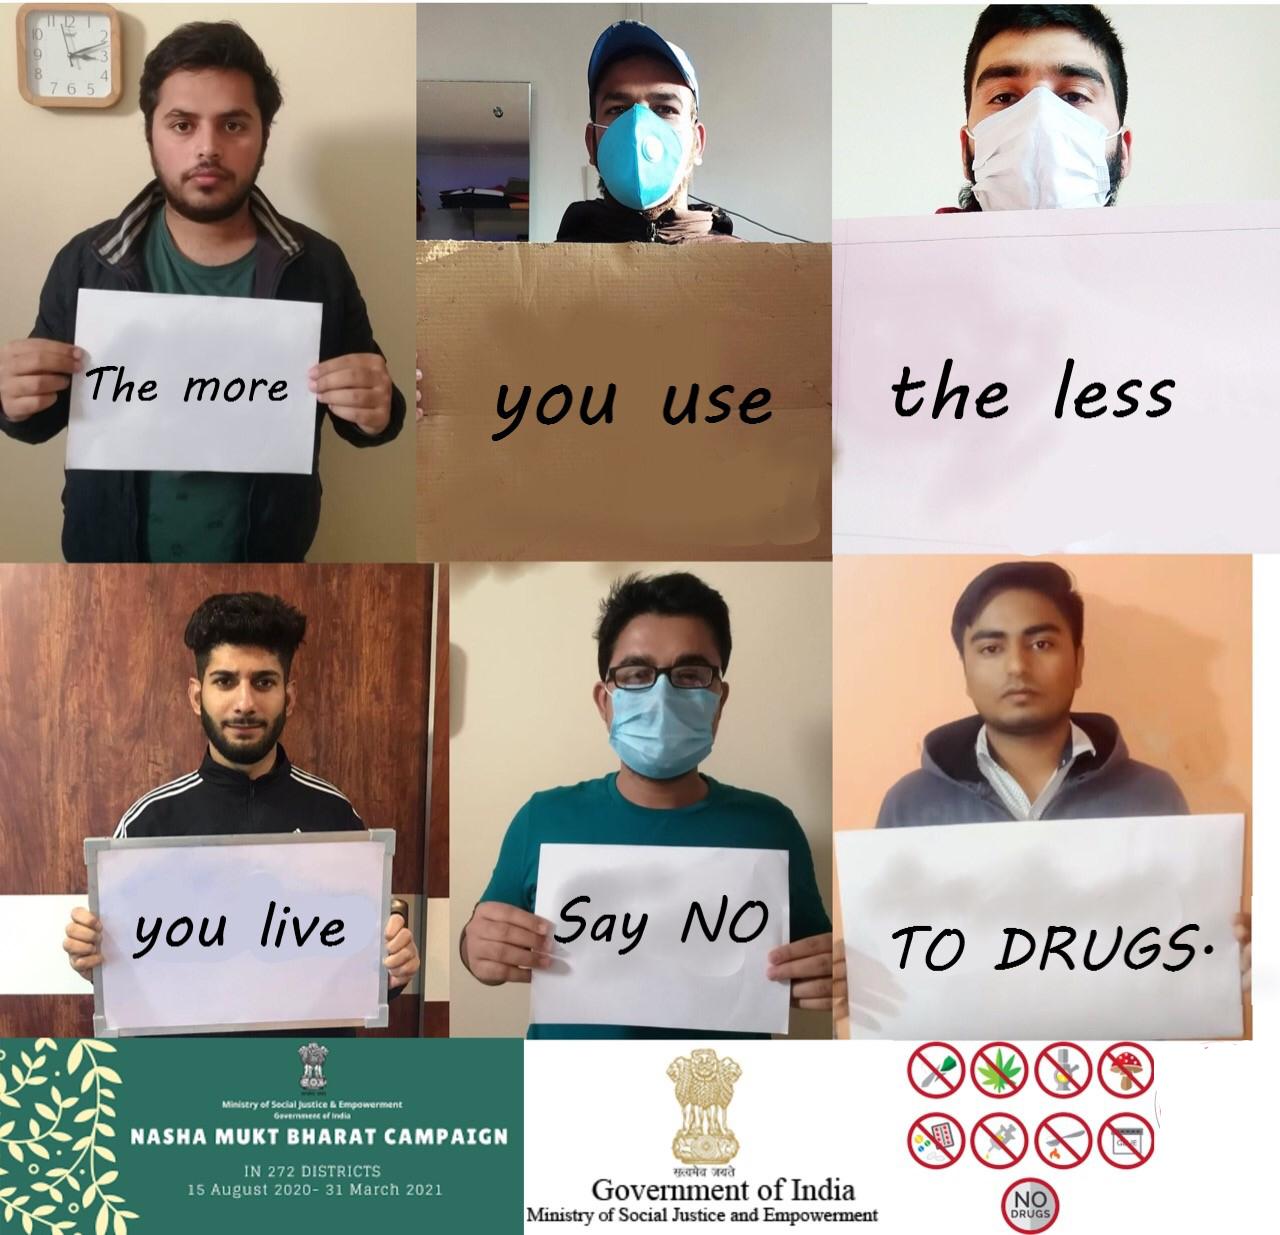 The more
you use
the less
you live
Say NO
TO DRUGS.
Ministry of Social Justice & Empowerment
Government of India
NASHA MUKT BHARAT CAMPAIGN
IN 272 DISTRICTS
15 August 2020- 31 March 2021
सत्यमेव जयते
Government of India
Ministry of Social Justice and Empowerment
NO
DRUGS